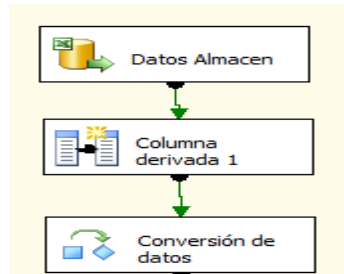 Datos Almacen
Columna
derivada 1
Conversión de
datos